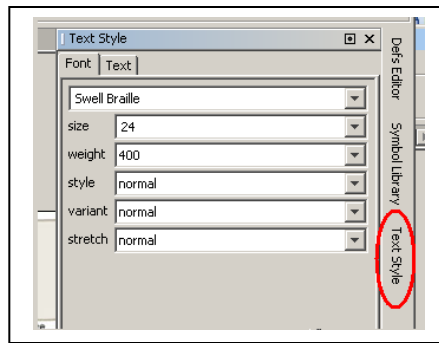 Text Style
Font Text
Swell Braille
size 24
weight 400
style normal
variant normal
stretch normal
Defs Editor
Symbol Library
Text Style